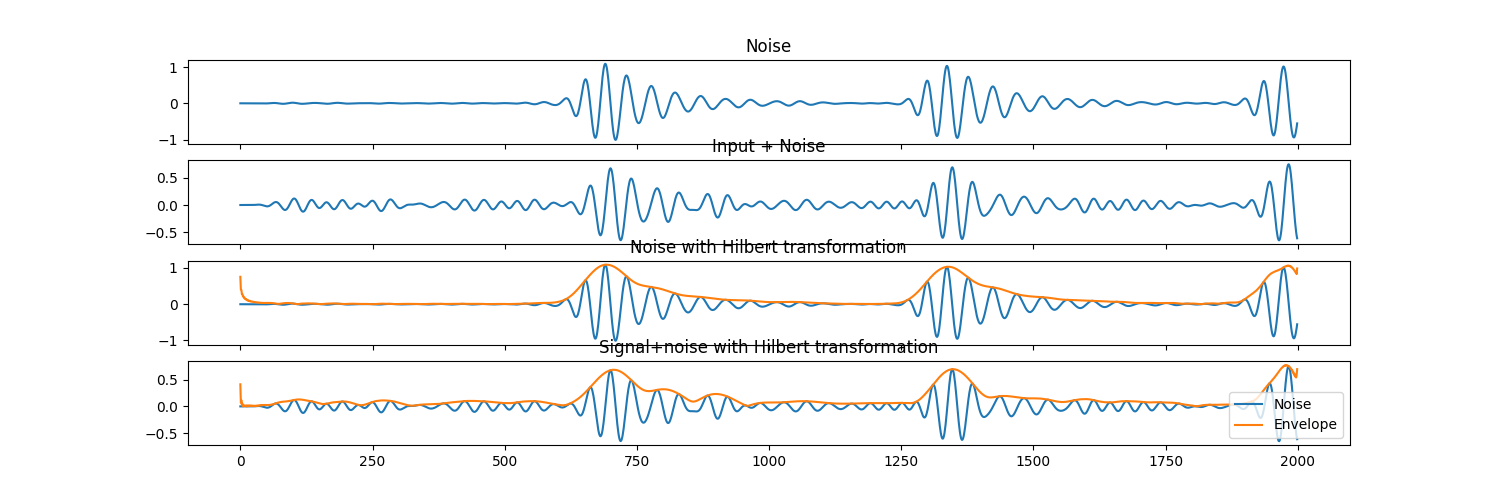 Noise
1
0
−1
Input + Noise
0.5
0.0
−0.5
Noise with Hilbert transformation
1
0
−1
Signal+noise with Hilbert transformation
0.5
0.0
−0.5
Noise
Envelope
0 250 500 750 1000 1250 1500 1750 2000